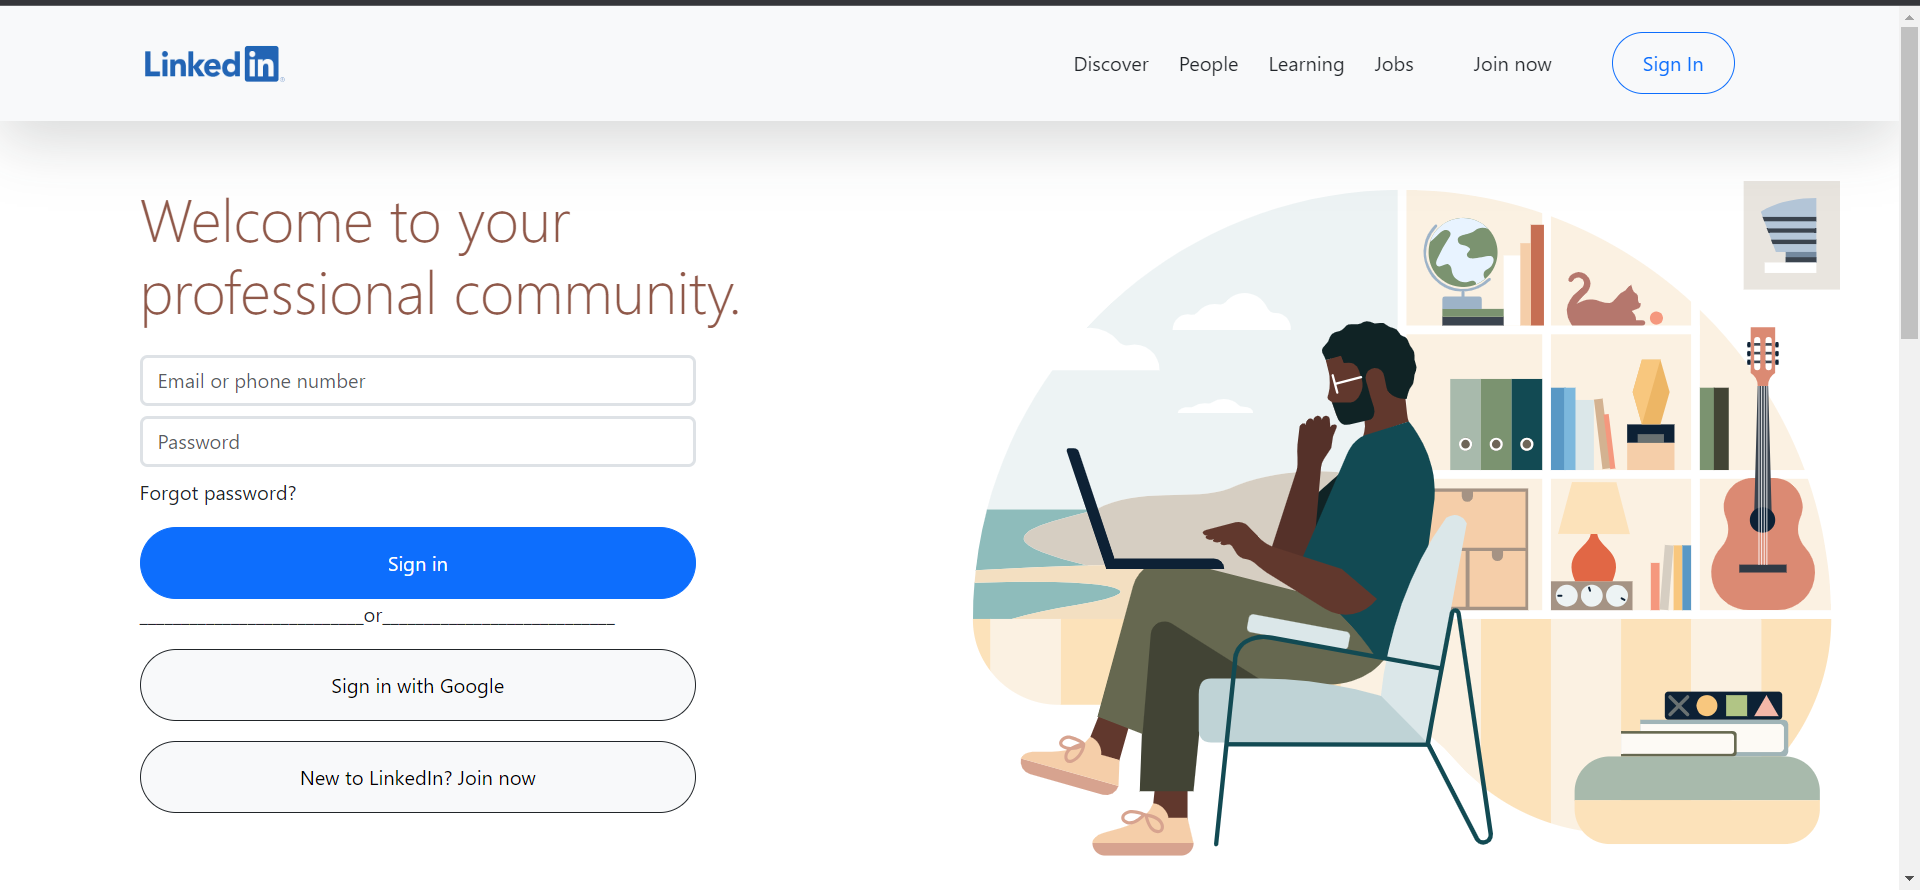 Linked in
Discover People Learning Jobs Join now Sign In
Welcome to your
professional community.
Email or phone number
Password
Forgot password?
Sign in
___________________________or____________________________
Sign in with Google
New to LinkedIn? Join now